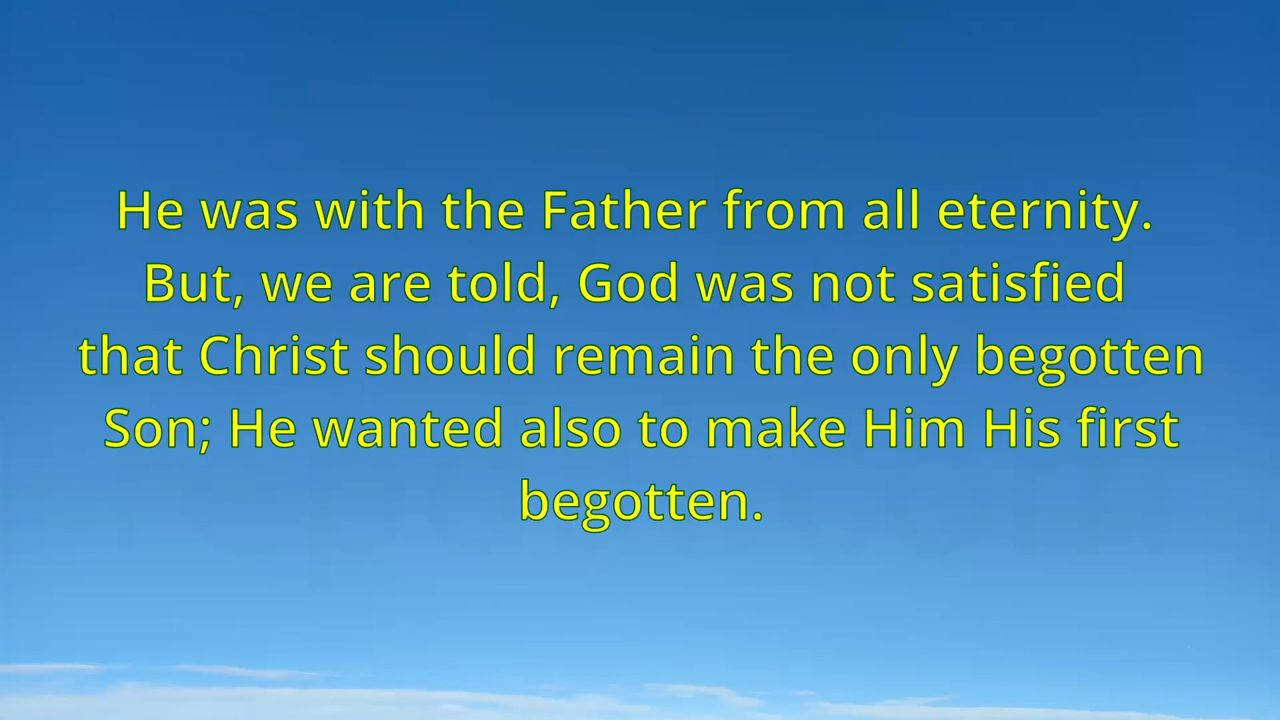 He was with the Father from all eternity.
But, we are told, God was not satisfied
that Christ should remain the only begotten
Son; He wanted also to make Him His first
begotten.